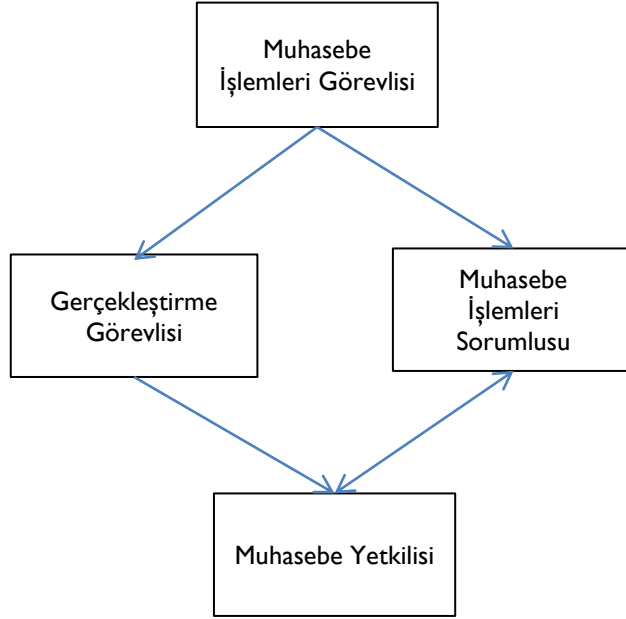 Muhasebe
İşlemleri Görevlisi
Gerçekleştirme
Görevlisi
Muhasebe
İşlemleri
Sorumlusu
Muhasebe Yetkilisi